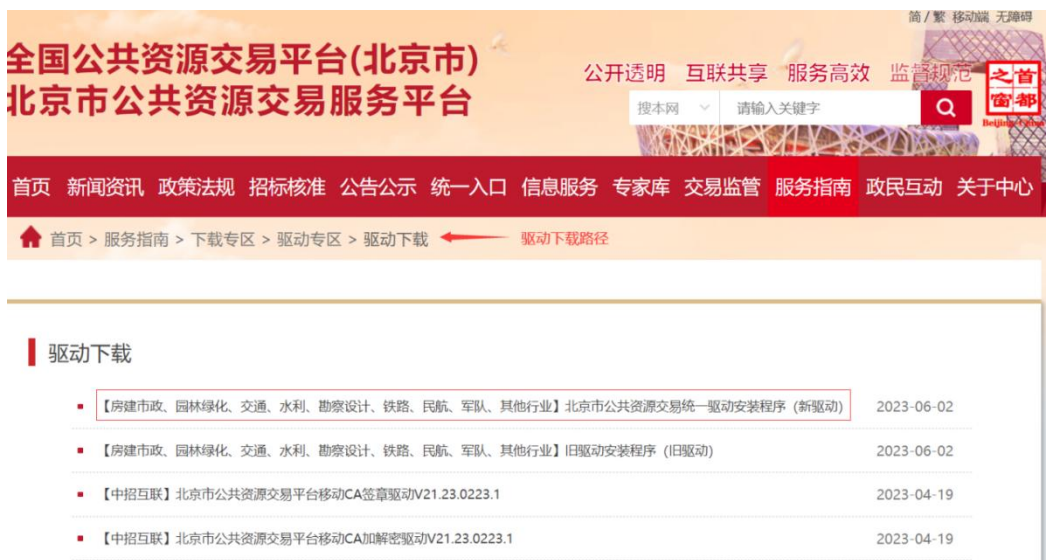 简 / 繁 移动端 无障碍
全国公共资源交易平台(北京市)
北京市公共资源交易服务平台
公开透明 互联共享 服务高效 监督规范
首都之窗
Beijing-China
搜本网 请输入关键字
首页 新闻资讯 政策法规 招标核准 公告公示 统一入口 信息服务 专家库 交易监管 服务指南 政民互动 关于中心
首页 > 服务指南 > 下载专区 > 驱动专区 > 驱动下载 驱动下载路径
驱动下载
【房建市政、园林绿化、交通、水利、勘察设计、铁路、民航、军队、其他行业】北京市公共资源交易统一驱动安装程序（新驱动） 2023-06-02
【房建市政、园林绿化、交通、水利、勘察设计、铁路、民航、军队、其他行业】旧驱动安装程序（旧驱动） 2023-06-02
【中招互联】北京市公共资源交易平台移动CA签章驱动V21.23.0223.1 2023-04-19
【中招互联】北京市公共资源交易平台移动CA加解密驱动V21.23.0223.1 2023-04-19